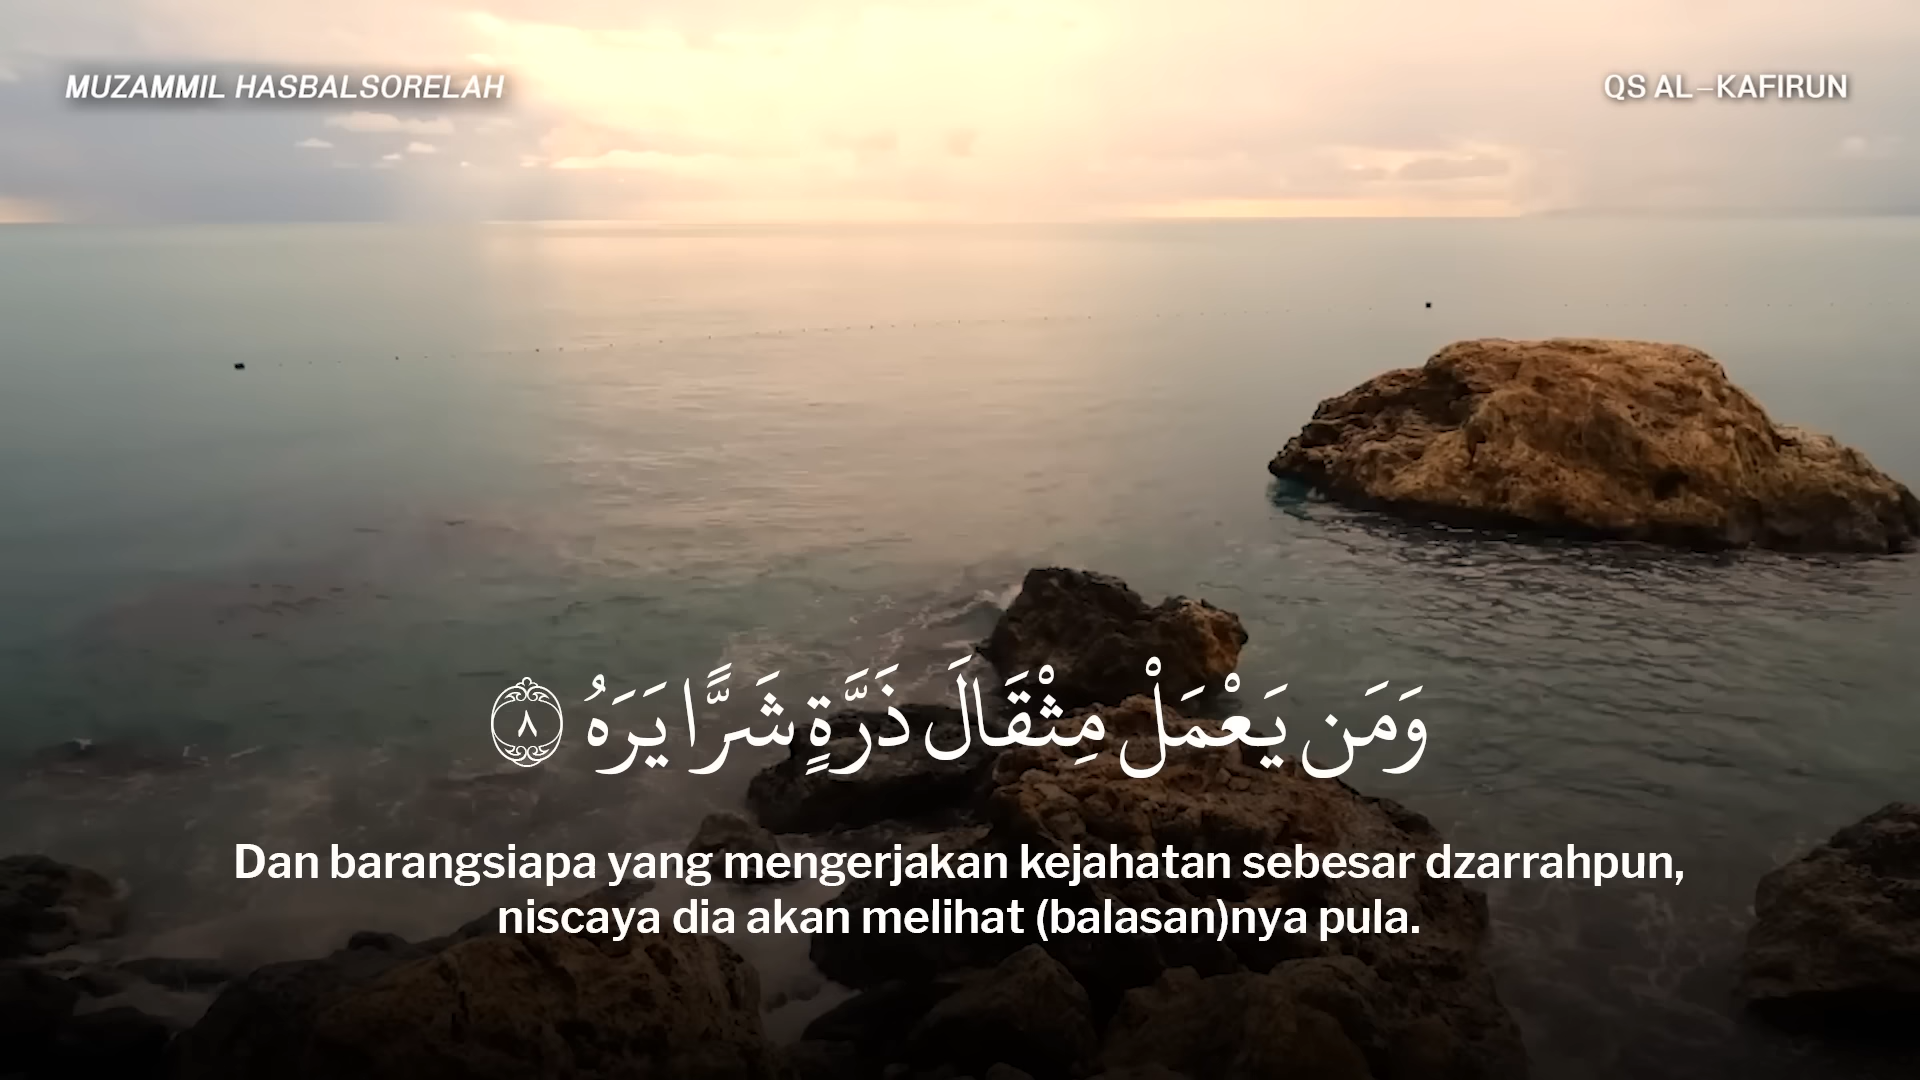 MUZAMMIL HASBALSORELAH
QS AL-KAFIRUN
وَمَن يَعْمَلْ مِثْقَالَ ذَرَّةٍ شَرًّا يَرَهُ ٨
Dan barangsiapa yang mengerjakan kejahatan sebesar dzarrahpun,
niscaya dia akan melihat (balasan)nya pula.